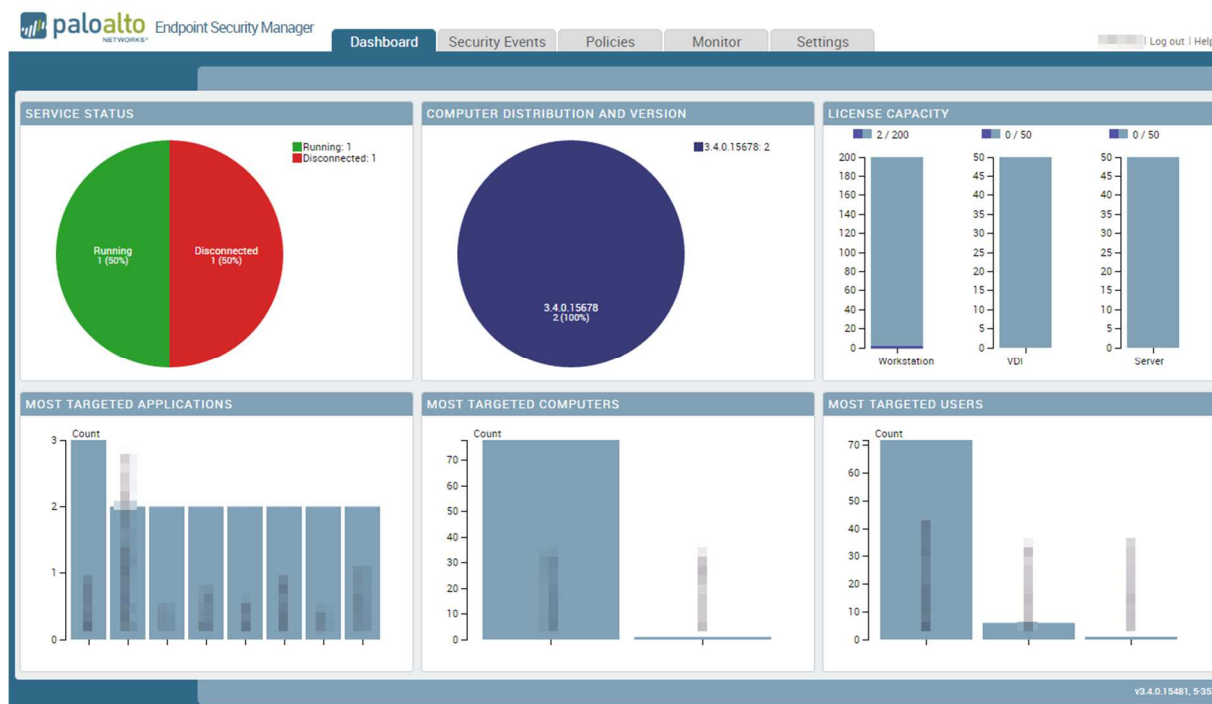 paloalto NETWORKS® Endpoint Security Manager
Dashboard Security Events Policies Monitor Settings
Log out | Help
SERVICE STATUS
Running: 1
Disconnected: 1
Running
1 (50%)
Disconnected
1 (50%)
COMPUTER DISTRIBUTION AND VERSION
3.4.0.15678: 2
3.4.0.15678
2 (100%)
LICENSE CAPACITY
2 / 200
200
180
160
140
120
100
80
60
40
20
0
Workstation
0 / 50
50
45
40
35
30
25
20
15
10
5
0
VDI
0 / 50
50
45
40
35
30
25
20
15
10
5
0
Server
MOST TARGETED APPLICATIONS
Count
3
2
1
0
MOST TARGETED COMPUTERS
Count
70
60
50
40
30
20
10
0
MOST TARGETED USERS
Count
70
60
50
40
30
20
10
0
v3.4.0.15481, 5-35